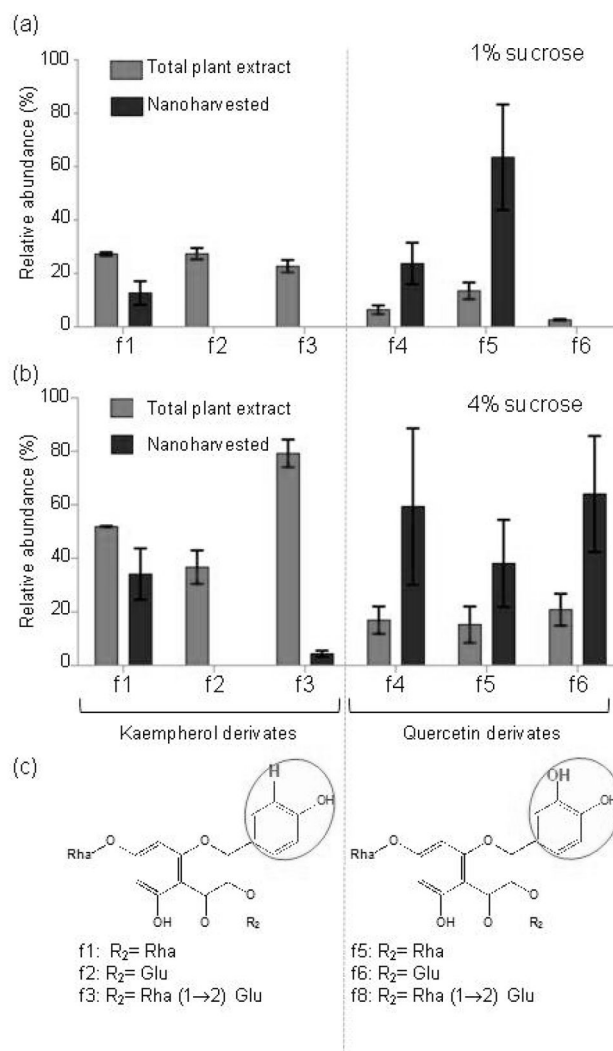 (a)
1% sucrose
Total plant extract
Nanoharvested
Relative abundance (%)
100
80
60
40
20
0
f1 f2 f3 f4 f5 f6
(b)
4% sucrose
Total plant extract
Nanoharvested
Relative abundance (%)
100
80
60
40
20
0
f1 f2 f3 f4 f5 f6
Kaempherol derivates Quercetin derivates
(c)
H
OH
O
O
Rha
O
OH
O
R2
OH
OH
O
O
Rha
O
OH
O
R2
f1: R2= Rha
f2: R2= Glu
f3: R2= Rha (1→2) Glu
f5: R2= Rha
f6: R2= Glu
f8: R2= Rha (1→2) Glu